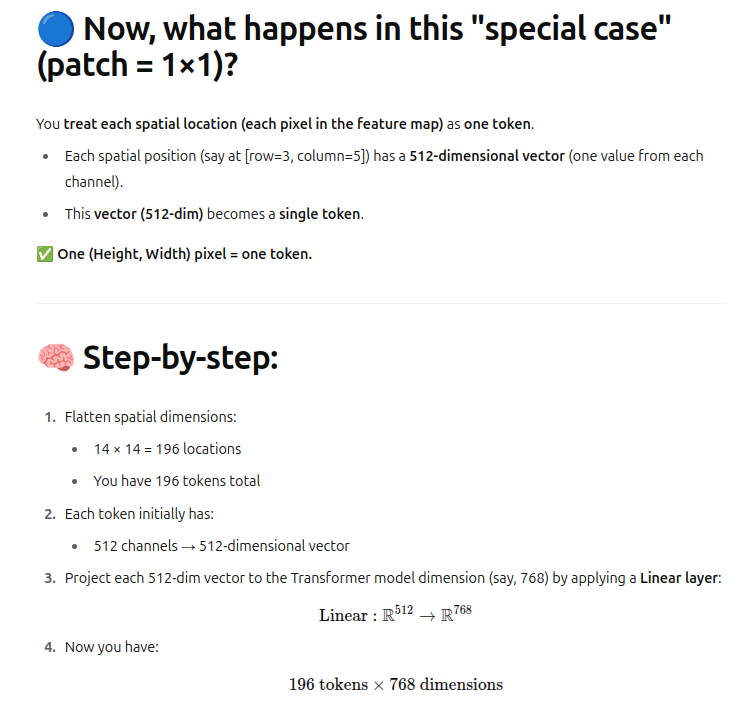 🔵 Now, what happens in this "special case"
(patch = 1×1)?
You treat each spatial location (each pixel in the feature map) as one token.
• Each spatial position (say at [row=3, column=5]) has a 512-dimensional vector (one value from each
channel).
• This vector (512-dim) becomes a single token.
✅ One (Height, Width) pixel = one token.
🧠 Step-by-step:
1. Flatten spatial dimensions:
• 14 × 14 = 196 locations
• You have 196 tokens total
2. Each token initially has:
• 512 channels → 512-dimensional vector
3. Project each 512-dim vector to the Transformer model dimension (say, 768) by applying a Linear layer:
Linear : ℝ⁵¹² → ℝ⁷⁶⁸
4. Now you have:
196 tokens × 768 dimensions